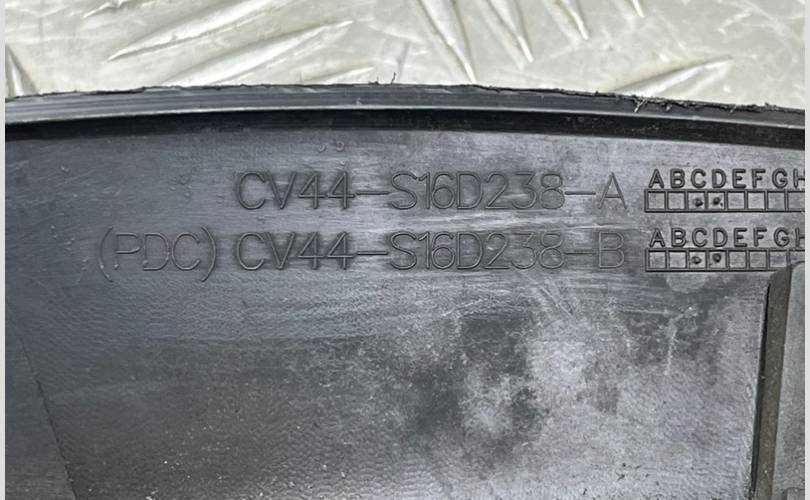 CV44-S16D238-A ABCDEFGH
(PDC) CV44-S16D238-B ABCDEFGH